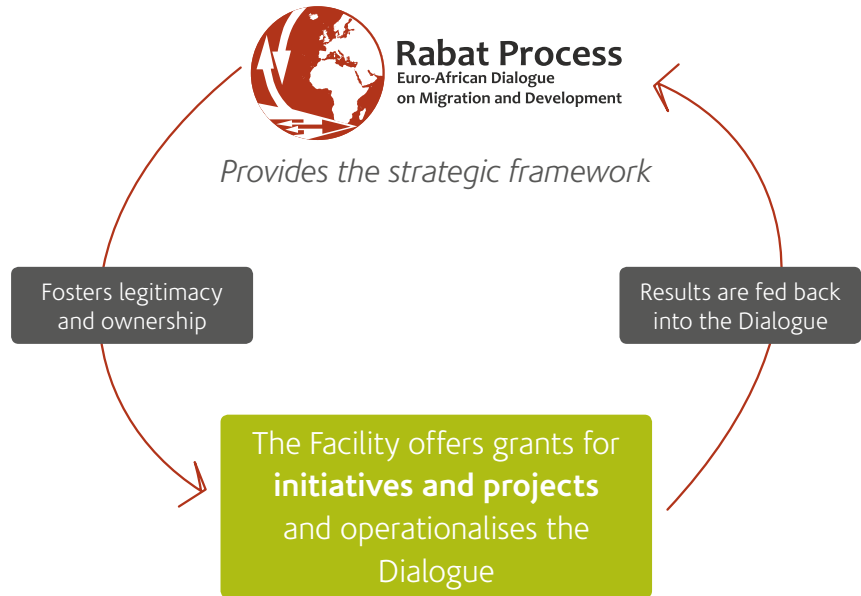 Rabat Process
Euro-African Dialogue
on Migration and Development
Provides the strategic framework
Fosters legitimacy
and ownership
Results are fed back
into the Dialogue
The Facility offers grants for
initiatives and projects
and operationalises the
Dialogue